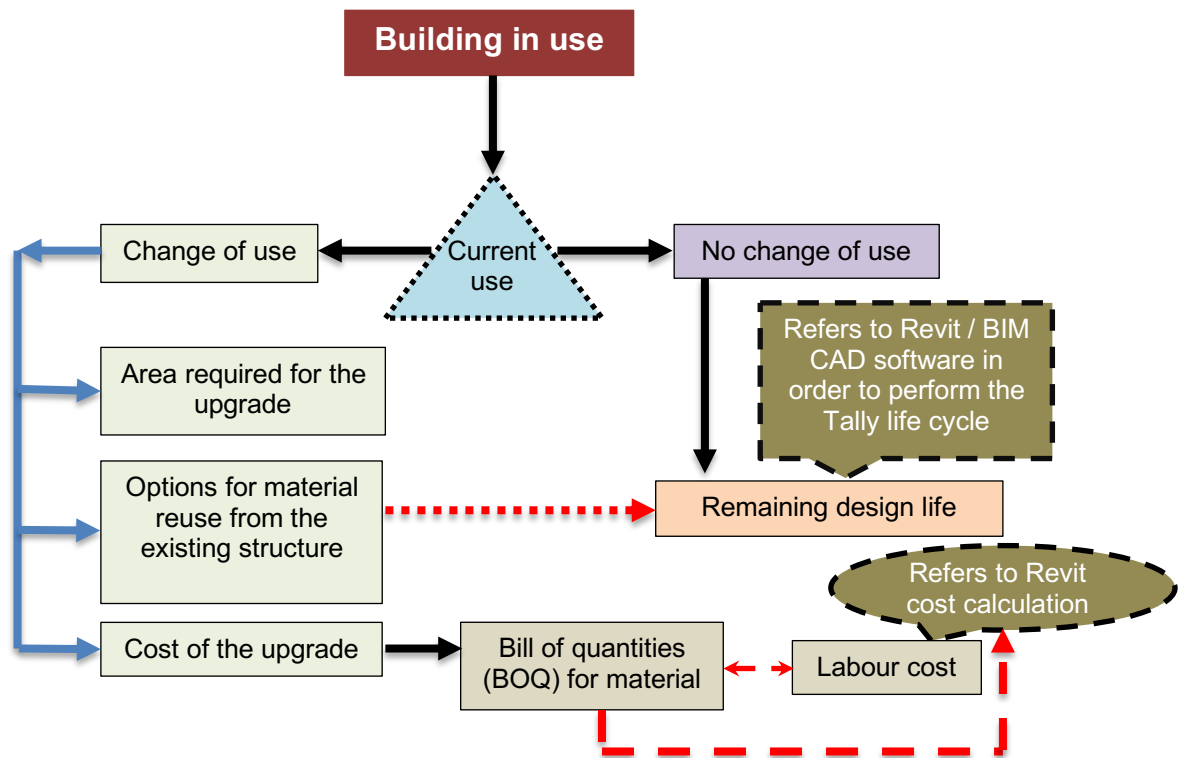 Building in use
Change of use
Current
use
No change of use
Refers to Revit / BIM
CAD software in
order to perform the
Tally life cycle
Area required for the
upgrade
Options for material
reuse from the
existing structure
Remaining design life
Refers to Revit
cost calculation
Cost of the upgrade
Bill of quantities
(BOQ) for material
Labour cost